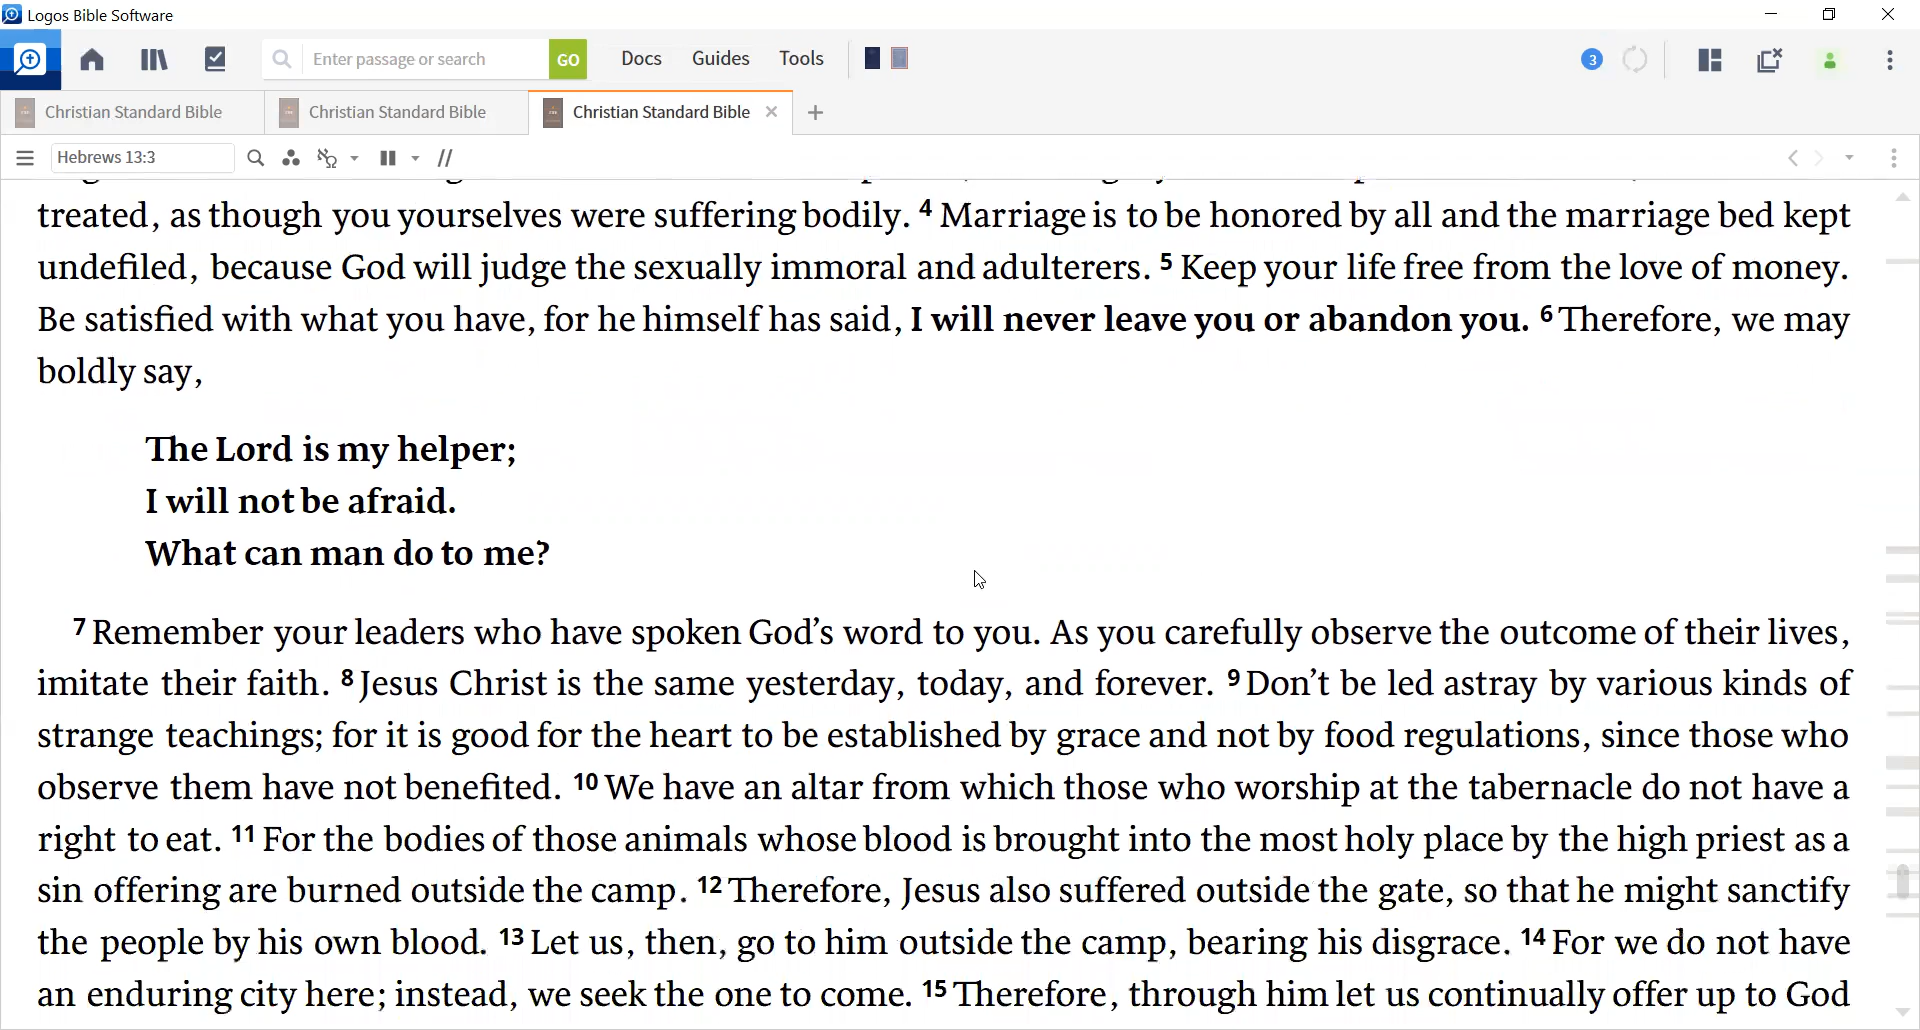 Logos Bible Software
Enter passage or search GO Docs Guides Tools 3
Christian Standard Bible Christian Standard Bible Christian Standard Bible
Hebrews 13:3
treated, as though you yourselves were suffering bodily. 4 Marriage is to be honored by all and the marriage bed kept
undefiled, because God will judge the sexually immoral and adulterers. 5 Keep your life free from the love of money.
Be satisfied with what you have, for he himself has said, I will never leave you or abandon you. 6 Therefore, we may
boldly say,
The Lord is my helper;
I will not be afraid.
What can man do to me?
7 Remember your leaders who have spoken God’s word to you. As you carefully observe the outcome of their lives,
imitate their faith. 8 Jesus Christ is the same yesterday, today, and forever. 9 Don’t be led astray by various kinds of
strange teachings; for it is good for the heart to be established by grace and not by food regulations, since those who
observe them have not benefited. 10 We have an altar from which those who worship at the tabernacle do not have a
right to eat. 11 For the bodies of those animals whose blood is brought into the most holy place by the high priest as a
sin offering are burned outside the camp. 12 Therefore, Jesus also suffered outside the gate, so that he might sanctify
the people by his own blood. 13 Let us, then, go to him outside the camp, bearing his disgrace. 14 For we do not have
an enduring city here; instead, we seek the one to come. 15 Therefore, through him let us continually offer up to God